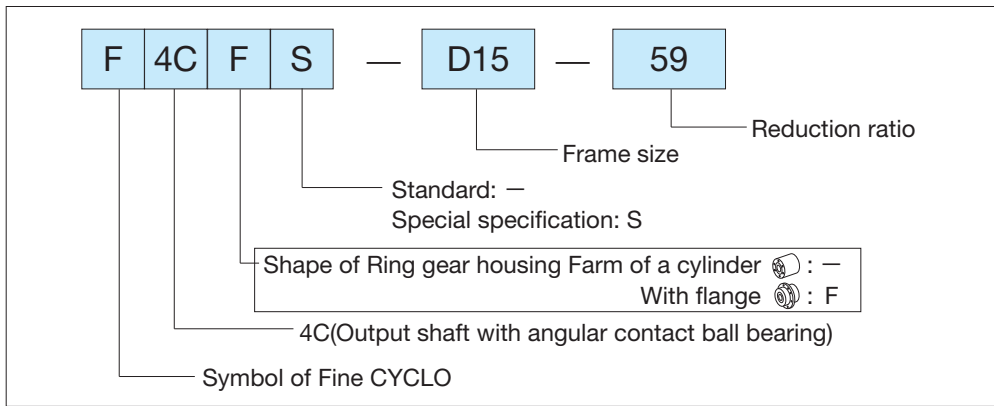 F 4C F S — D15 — 59
Reduction ratio
Frame size
Standard: —
Special specification: S
Shape of Ring gear housing Farm of a cylinder : —
With flange : F
4C(Output shaft with angular contact ball bearing)
Symbol of Fine CYCLO